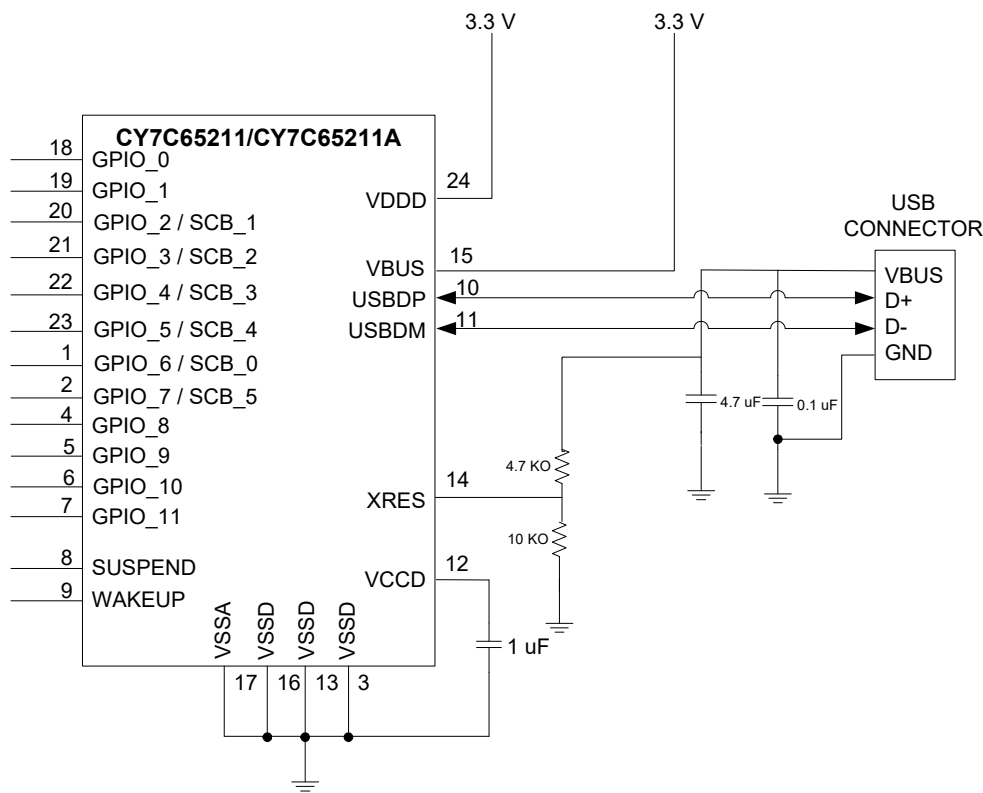 3.3 V
3.3 V
CY7C65211/CY7C65211A
18
GPIO_0
19
GPIO_1
20
GPIO_2 / SCB_1
21
GPIO_3 / SCB_2
22
GPIO_4 / SCB_3
23
GPIO_5 / SCB_4
1
GPIO_6 / SCB_0
2
GPIO_7 / SCB_5
4
GPIO_8
5
GPIO_9
6
GPIO_10
7
GPIO_11
8
SUSPEND
9
WAKEUP
VDDD
24
VBUS
15
USBDP
10
USBDM
11
XRES
14
VCCD
12
VSSA
VSSD
VSSD
VSSD
17
16
13
3
USB
CONNECTOR
VBUS
D+
D-
GND
4.7 uF
0.1 uF
4.7 KO
10 KO
1 uF